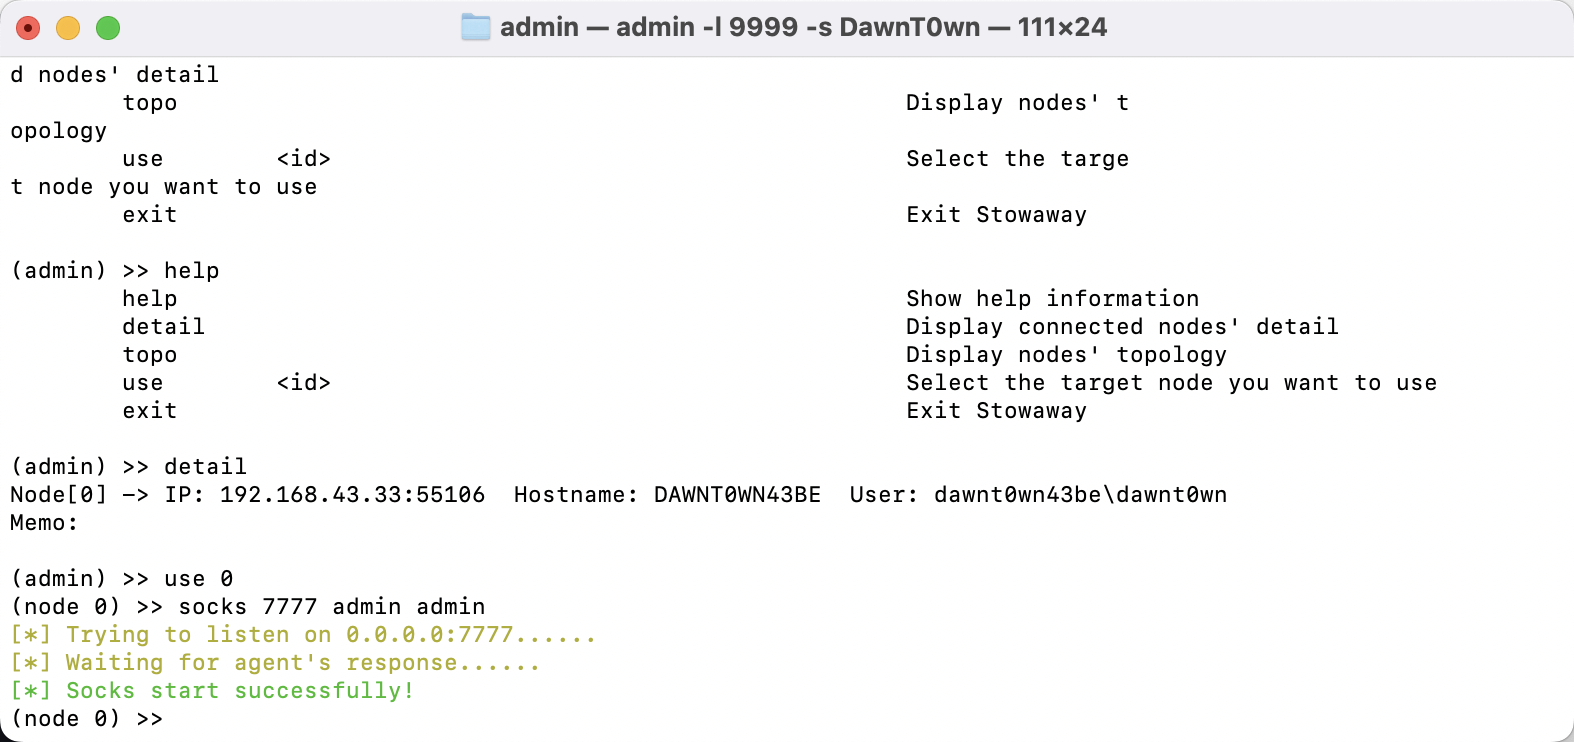 admin — admin -l 9999 -s DawnT0wn — 111×24
d nodes' detail
topo Display nodes' t
opology
use <id> Select the targe
t node you want to use
exit Exit Stowaway
(admin) >> help
help Show help information
detail Display connected nodes' detail
topo Display nodes' topology
use <id> Select the target node you want to use
exit Exit Stowaway
(admin) >> detail
Node[0] -> IP: 192.168.43.33:55106 Hostname: DAWNT0WN43BE User: dawnt0wn43be\dawnt0wn
Memo:
(admin) >> use 0
(node 0) >> socks 7777 admin admin
[*] Trying to listen on 0.0.0.0:7777......
[*] Waiting for agent's response......
[*] Socks start successfully!
(node 0) >>